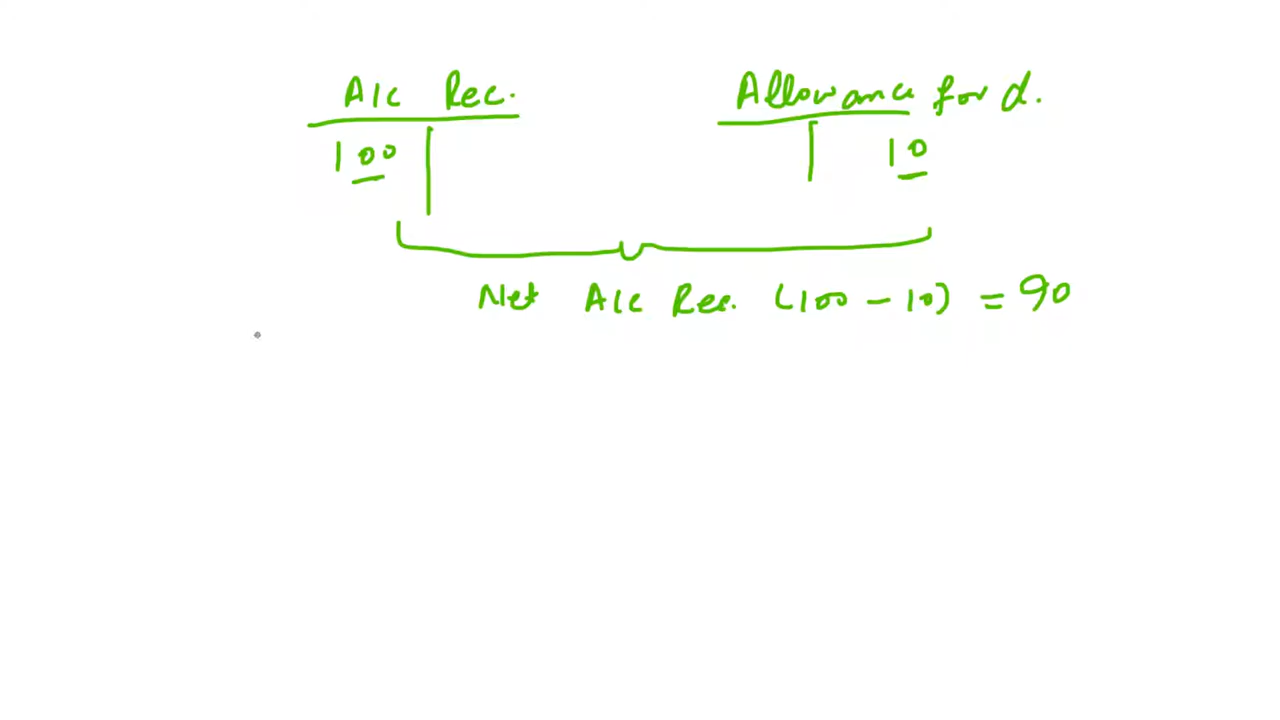 A/c Rec.
Allowance for d.
100
10
Net A/c Rec. (100 - 10) = 90